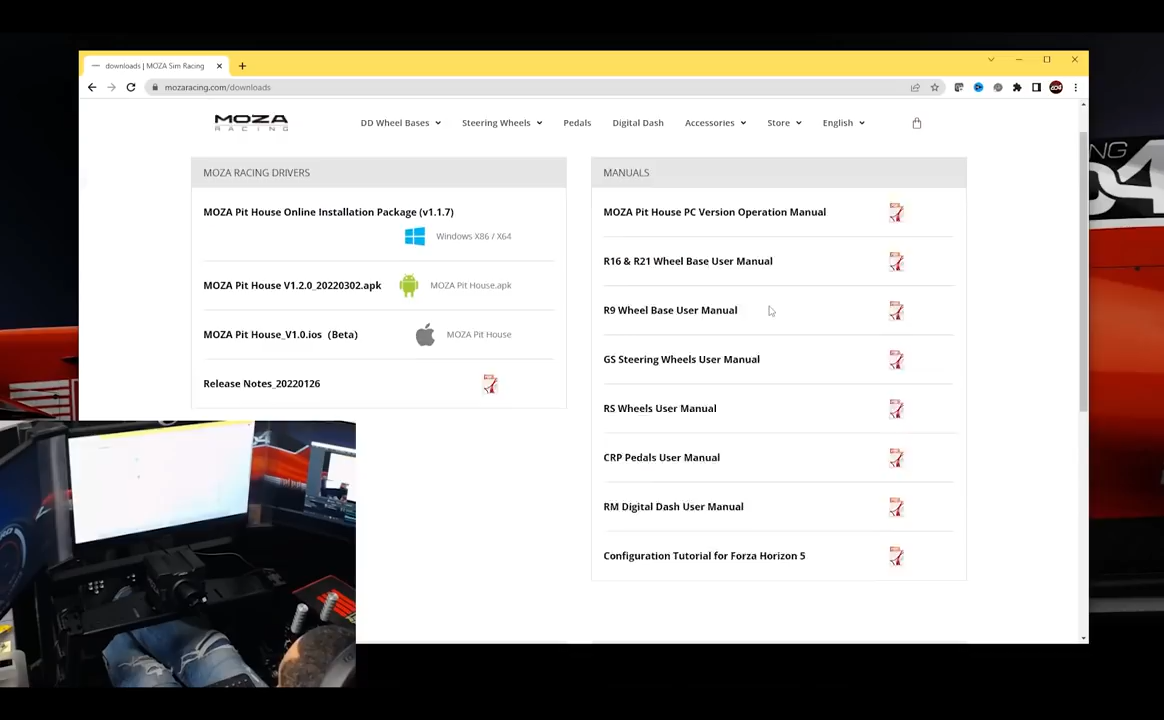 downloads | MOZA Sim Racing
mozaracing.com/downloads
MOZA
RACING
DD Wheel Bases
Steering Wheels
Pedals
Digital Dash
Accessories
Store
English
MOZA RACING DRIVERS
MOZA Pit House Online Installation Package (v1.1.7)
Windows X86 / X64
MOZA Pit House V1.2.0_20220302.apk
MOZA Pit House.apk
MOZA Pit House_V1.0.ios (Beta)
MOZA Pit House
Release Notes_20220126
MANUALS
MOZA Pit House PC Version Operation Manual
R16 & R21 Wheel Base User Manual
R9 Wheel Base User Manual
GS Steering Wheels User Manual
RS Wheels User Manual
CRP Pedals User Manual
RM Digital Dash User Manual
Configuration Tutorial for Forza Horizon 5
NG
04